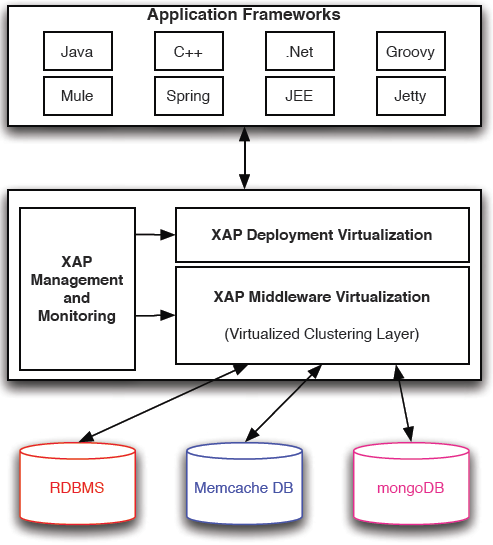 Application Frameworks
Java
C++
.Net
Groovy
Mule
Spring
JEE
Jetty
XAP
Management
and
Monitoring
XAP Deployment Virtualization
XAP Middleware Virtualization
(Virtualized Clustering Layer)
RDBMS
Memcache DB
mongoDB